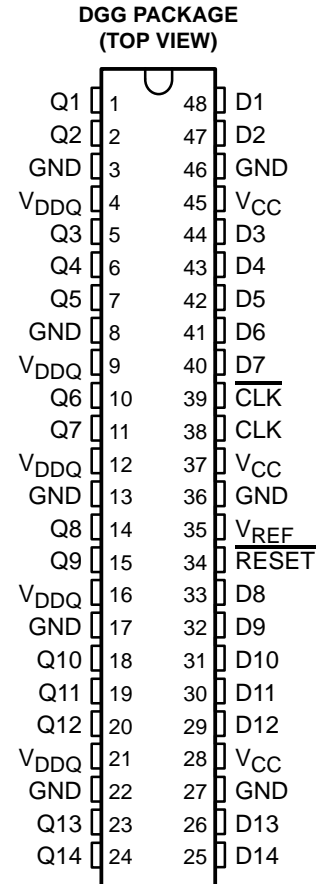 DGG PACKAGE
(TOP VIEW)
Q1 1 48 D1
Q2 2 47 D2
GND 3 46 GND
VDDQ 4 45 VCC
Q3 5 44 D3
Q4 6 43 D4
Q5 7 42 D5
GND 8 41 D6
VDDQ 9 40 D7
Q6 10 39 C̅L̅K̅
Q7 11 38 CLK
VDDQ 12 37 VCC
GND 13 36 GND
Q8 14 35 VREF
Q9 15 34 R̅E̅S̅E̅T̅
VDDQ 16 33 D8
GND 17 32 D9
Q10 18 31 D10
Q11 19 30 D11
Q12 20 29 D12
VDDQ 21 28 VCC
GND 22 27 GND
Q13 23 26 D13
Q14 24 25 D14